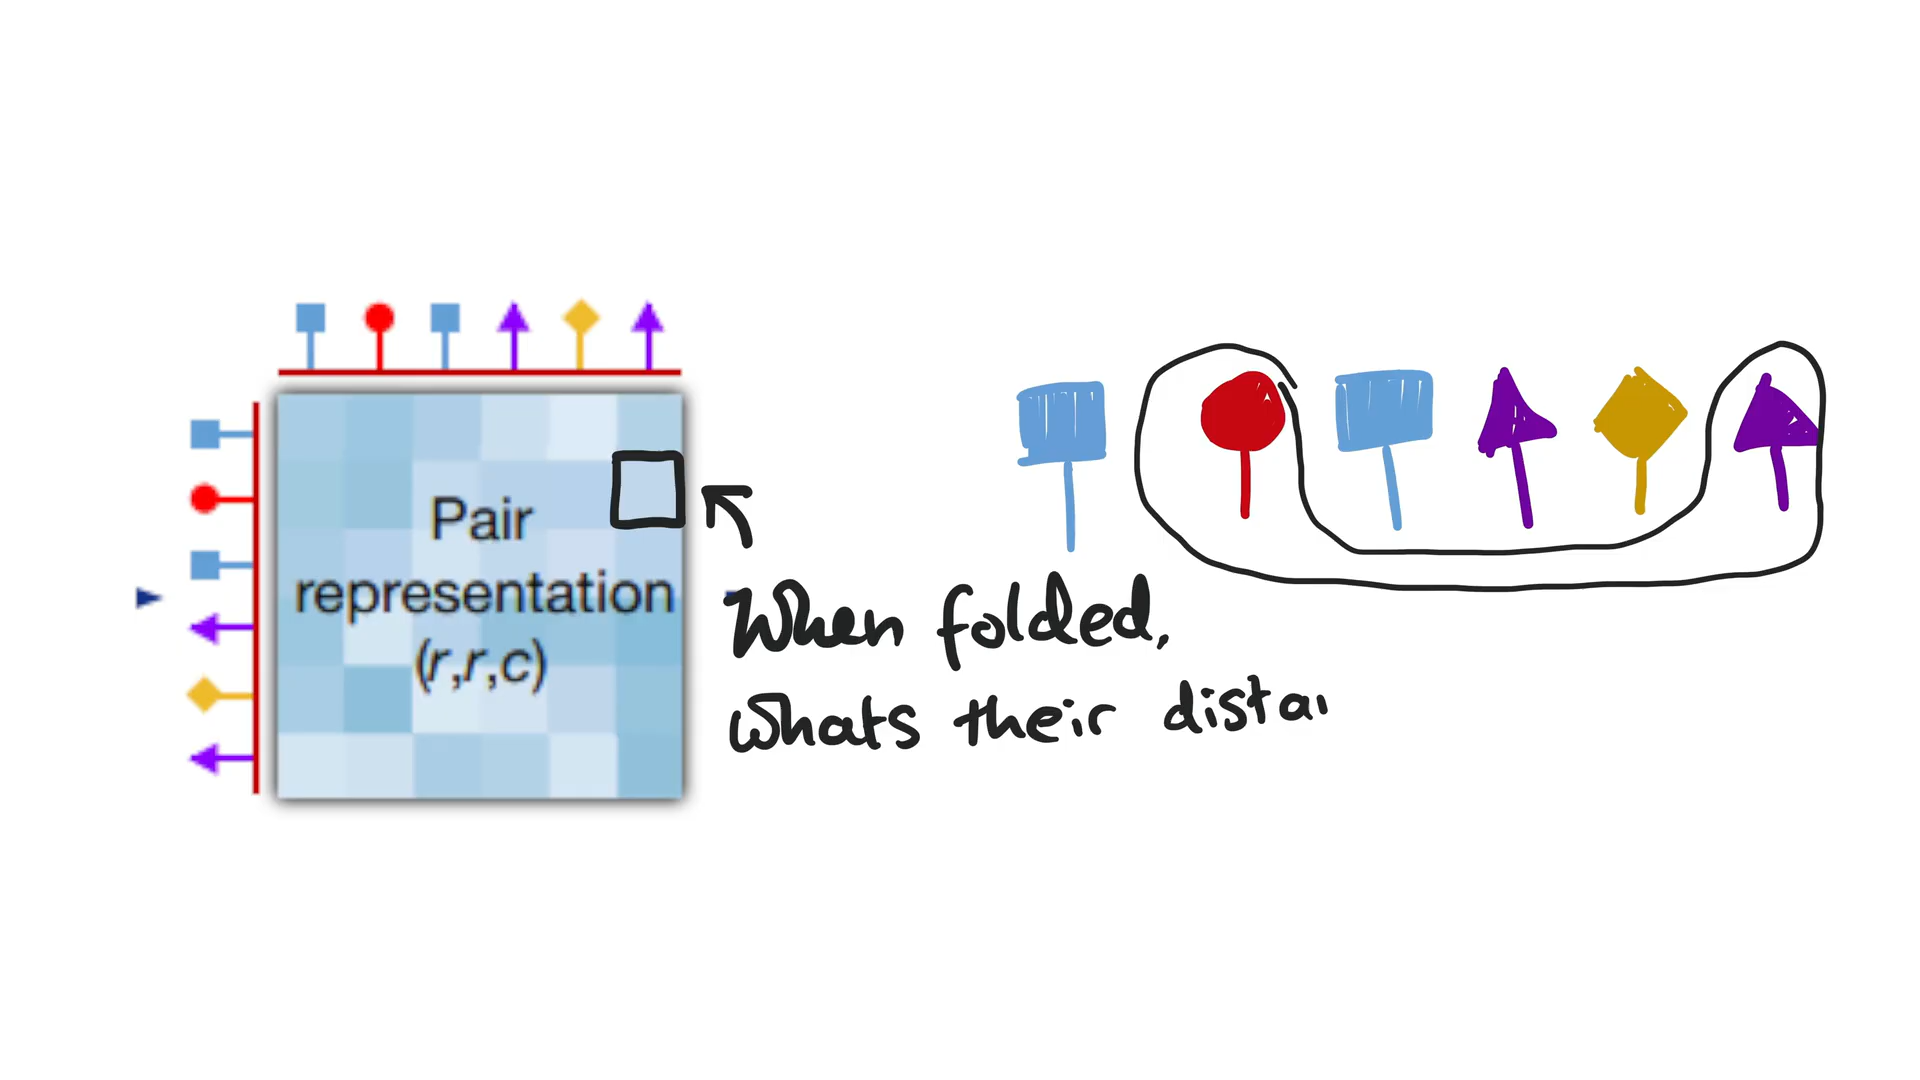 Pair
representation
(r,r,c)
When folded,
whats their